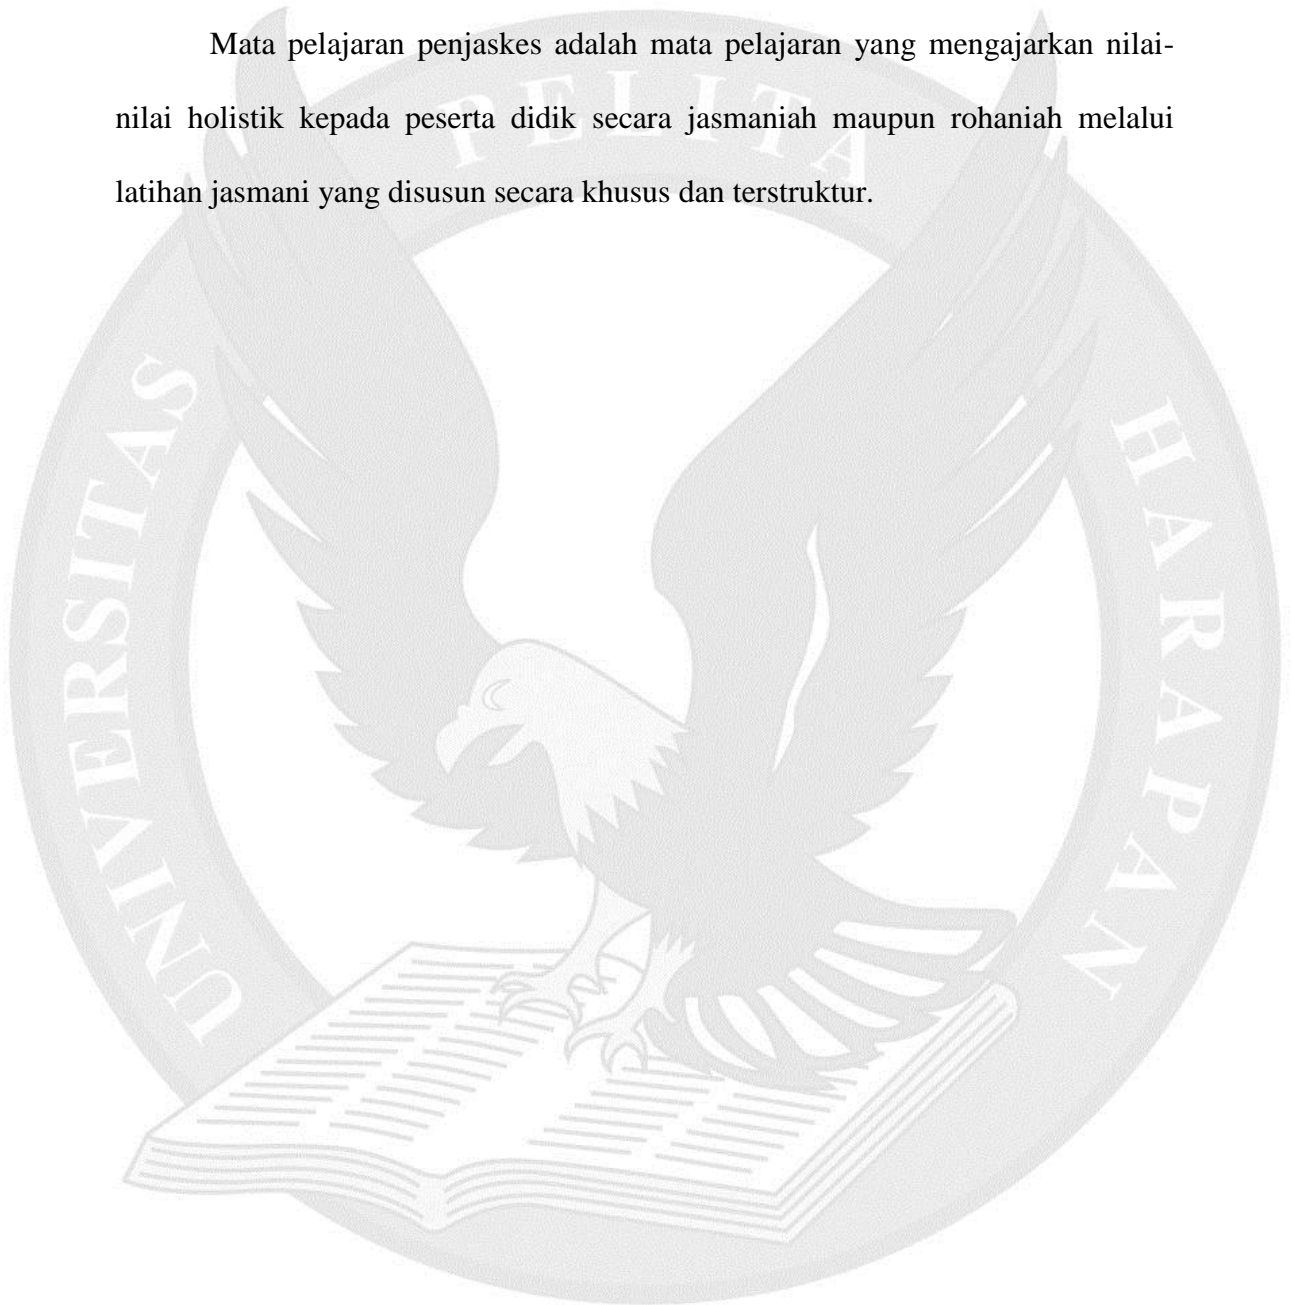 Mata pelajaran penjaskes adalah mata pelajaran yang mengajarkan nilai-
nilai holistik kepada peserta didik secara jasmaniah maupun rohaniah melalui
latihan jasmani yang disusun secara khusus dan terstruktur.
UNIVERSITAS PELITA HARAPAN